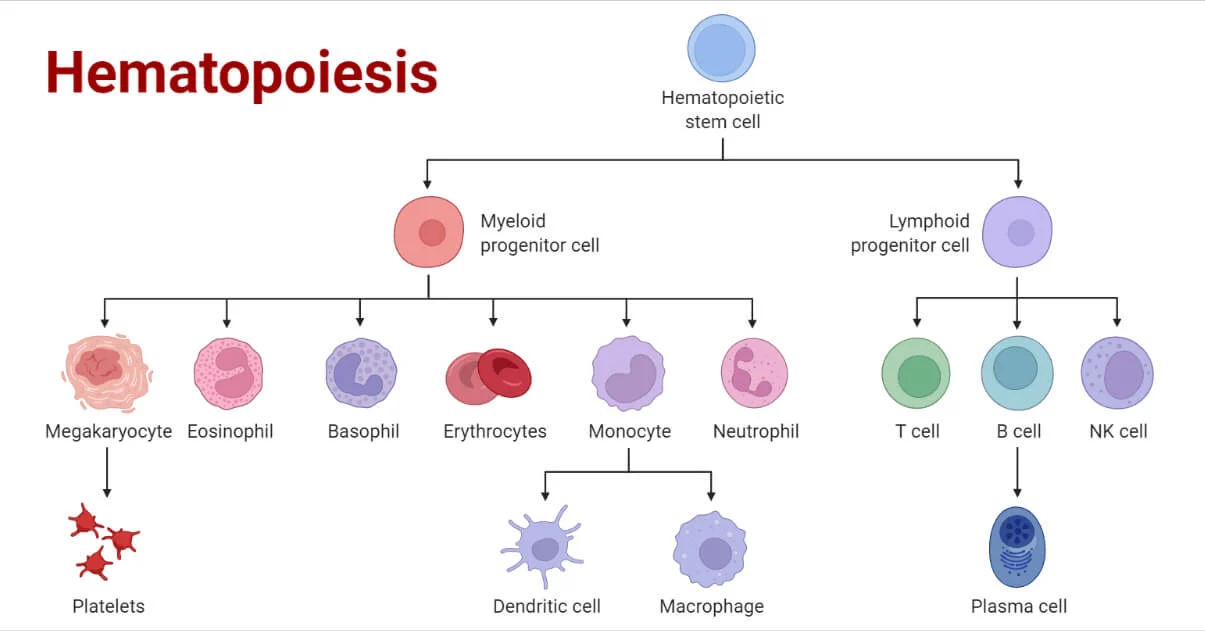 Hematopoiesis
Hematopoietic
stem cell
Myeloid
progenitor cell
Lymphoid
progenitor cell
Megakaryocyte
Eosinophil
Basophil
Erythrocytes
Monocyte
Neutrophil
T cell
B cell
NK cell
Platelets
Dendritic cell
Macrophage
Plasma cell